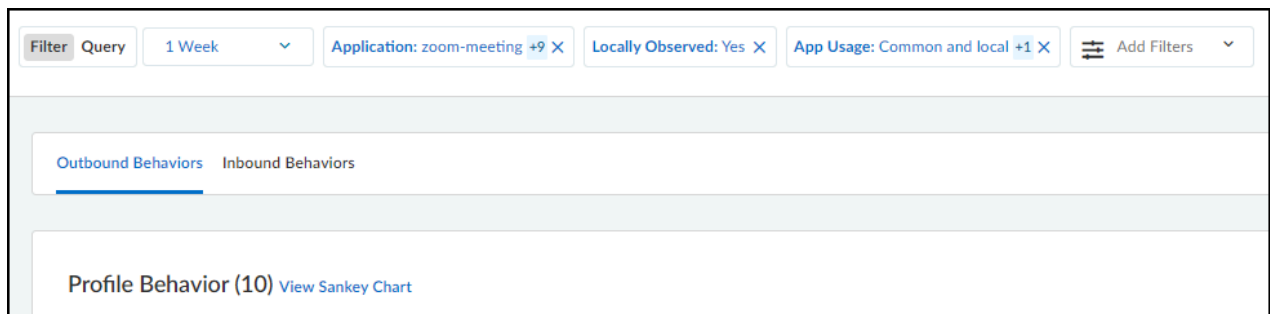 Filter Query 1 Week Application: zoom-meeting +9 X Locally Observed: Yes X App Usage: Common and local +1 X Add Filters
Outbound Behaviors Inbound Behaviors
Profile Behavior (10) View Sankey Chart